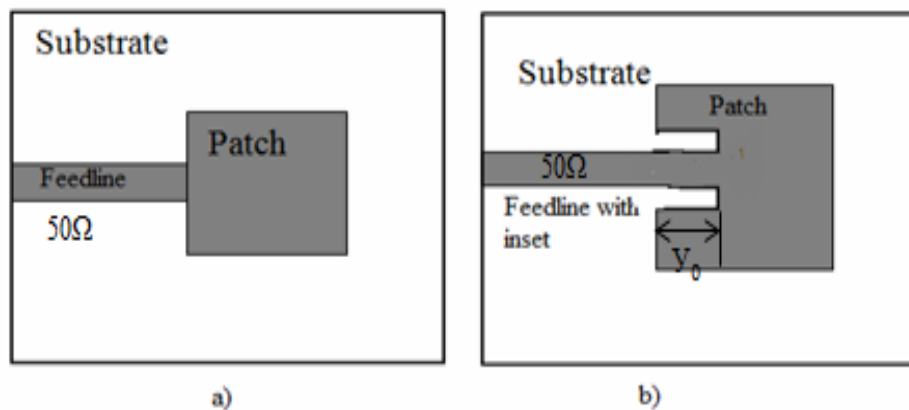 Substrate
Patch
Feedline
50Ω
a)
Substrate
Patch
50Ω
Feedline with
inset
y0
b)